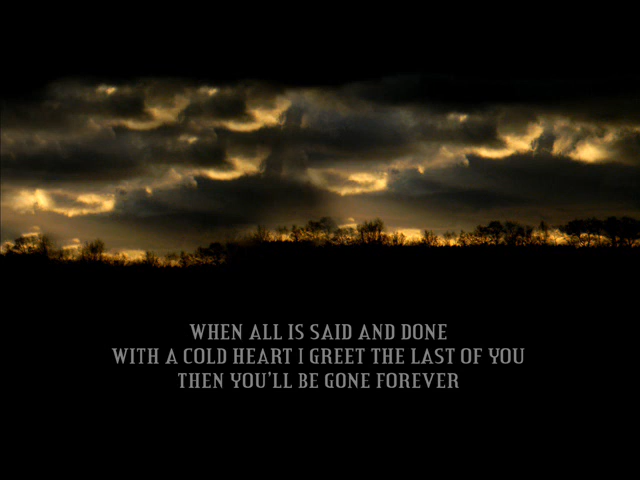 WHEN ALL IS SAID AND DONE
WITH A COLD HEART I GREET THE LAST OF YOU
THEN YOU'LL BE GONE FOREVER